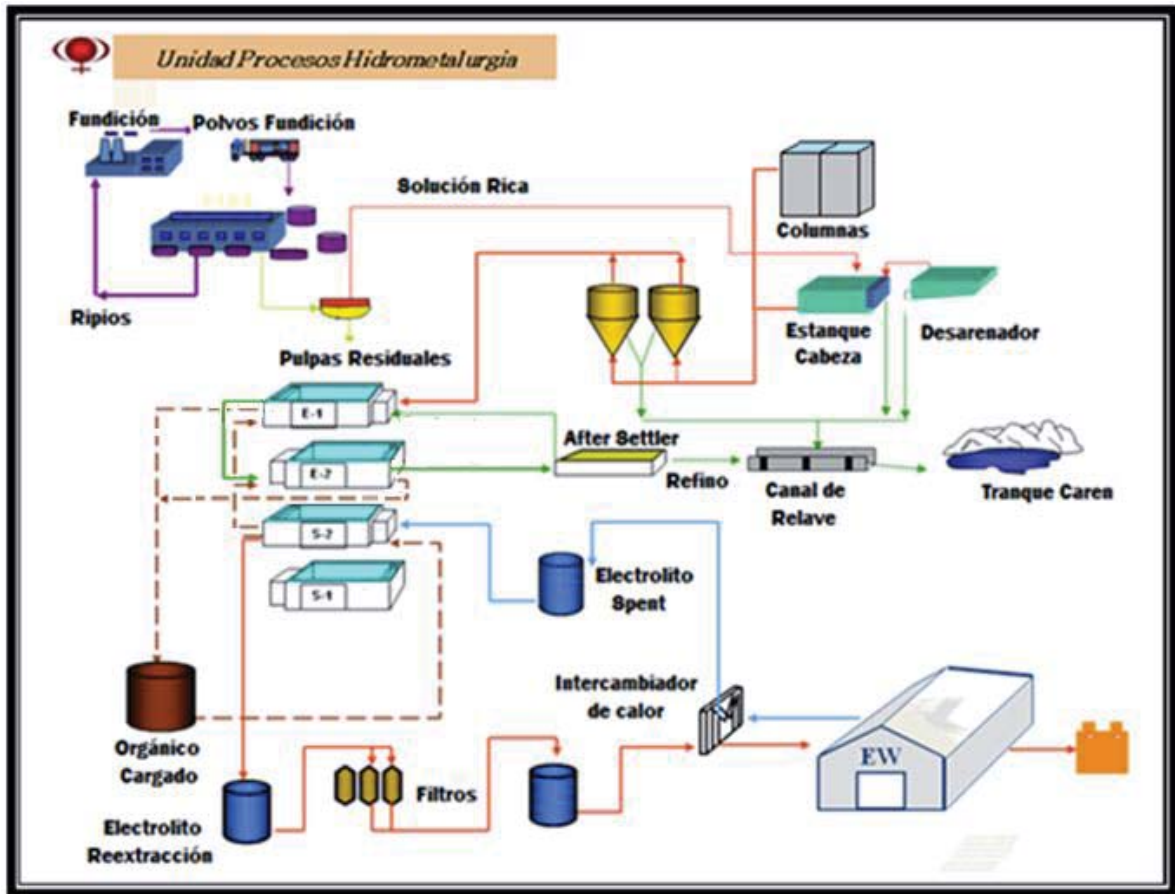 Unidad Procesos Hidrometalurgía
Fundición
Polvos Fundición
Solución Rica
Columnas
Ripios
Pulpas Residuales
Estanque
Cabeza
Desarenador
E-1
E-2
After Settler
Refino
Canal de
Relave
Tranque Caren
S-2
S-1
Electrolito
Spent
Intercambiador
de calor
Orgánico
Cargado
EW
Filtros
Electrolito
Reextracción